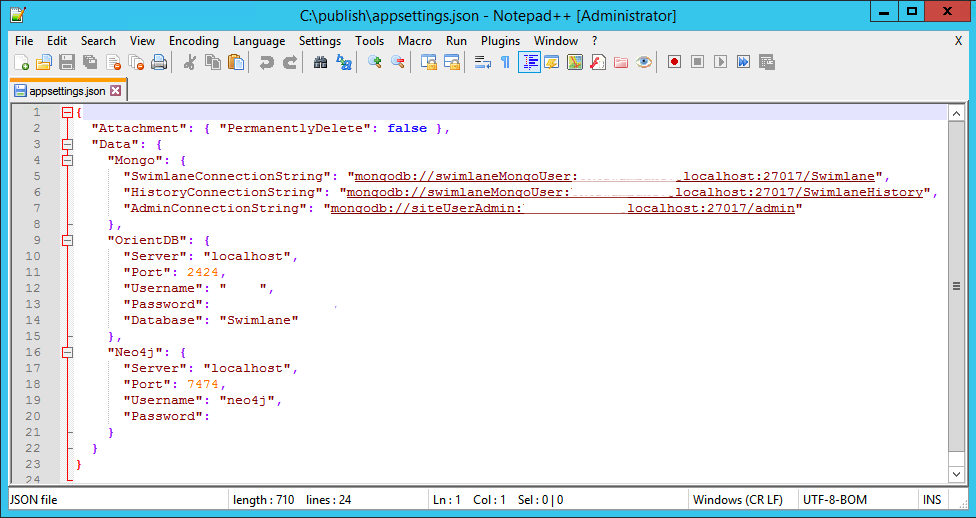 C:\publish\appsettings.json - Notepad++ [Administrator]
File Edit Search View Encoding Language Settings Tools Macro Run Plugins Window ? X
appsettings.json
1 {
2 "Attachment": { "PermanentlyDelete": false },
3 "Data": {
4 "Mongo": {
5 "SwimlaneConnectionString": "mongodb://swimlaneMongoUser: localhost:27017/Swimlane",
6 "HistoryConnectionString": "mongodb://swimlaneMongoUser: localhost:27017/SwimlaneHistory",
7 "AdminConnectionString": "mongodb://siteUserAdmin: localhost:27017/admin"
8 },
9 "OrientDB": {
10 "Server": "localhost",
11 "Port": 2424,
12 "Username": " ",
13 "Password":
14 "Database": "Swimlane"
15 },
16 "Neo4j": {
17 "Server": "localhost",
18 "Port": 7474,
19 "Username": "neo4j",
20 "Password":
21 }
22 }
23 }
24
JSON file length : 710 lines : 24 Ln : 1 Col : 1 Sel : 0 | 0 Windows (CR LF) UTF-8-BOM INS